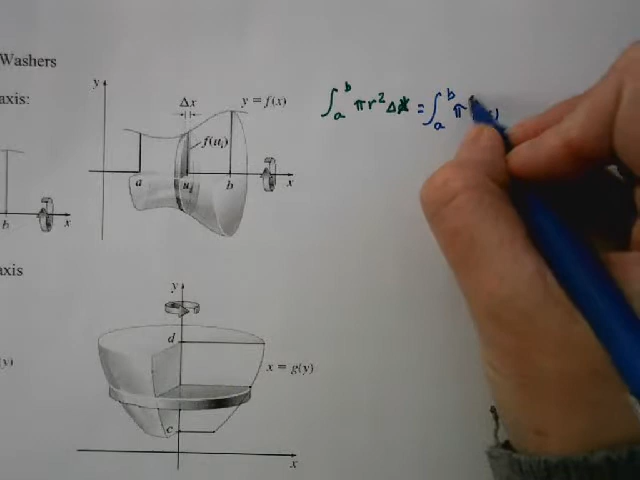 Washers
axis:
y
Δx
y = f(x)
f(uᵢ)
a
uᵢ
b
x
b
x
∫ₐᵇ πr² Δx = ∫ₐᵇ π
axis
y
d
x = g(y)
(y)
c
x